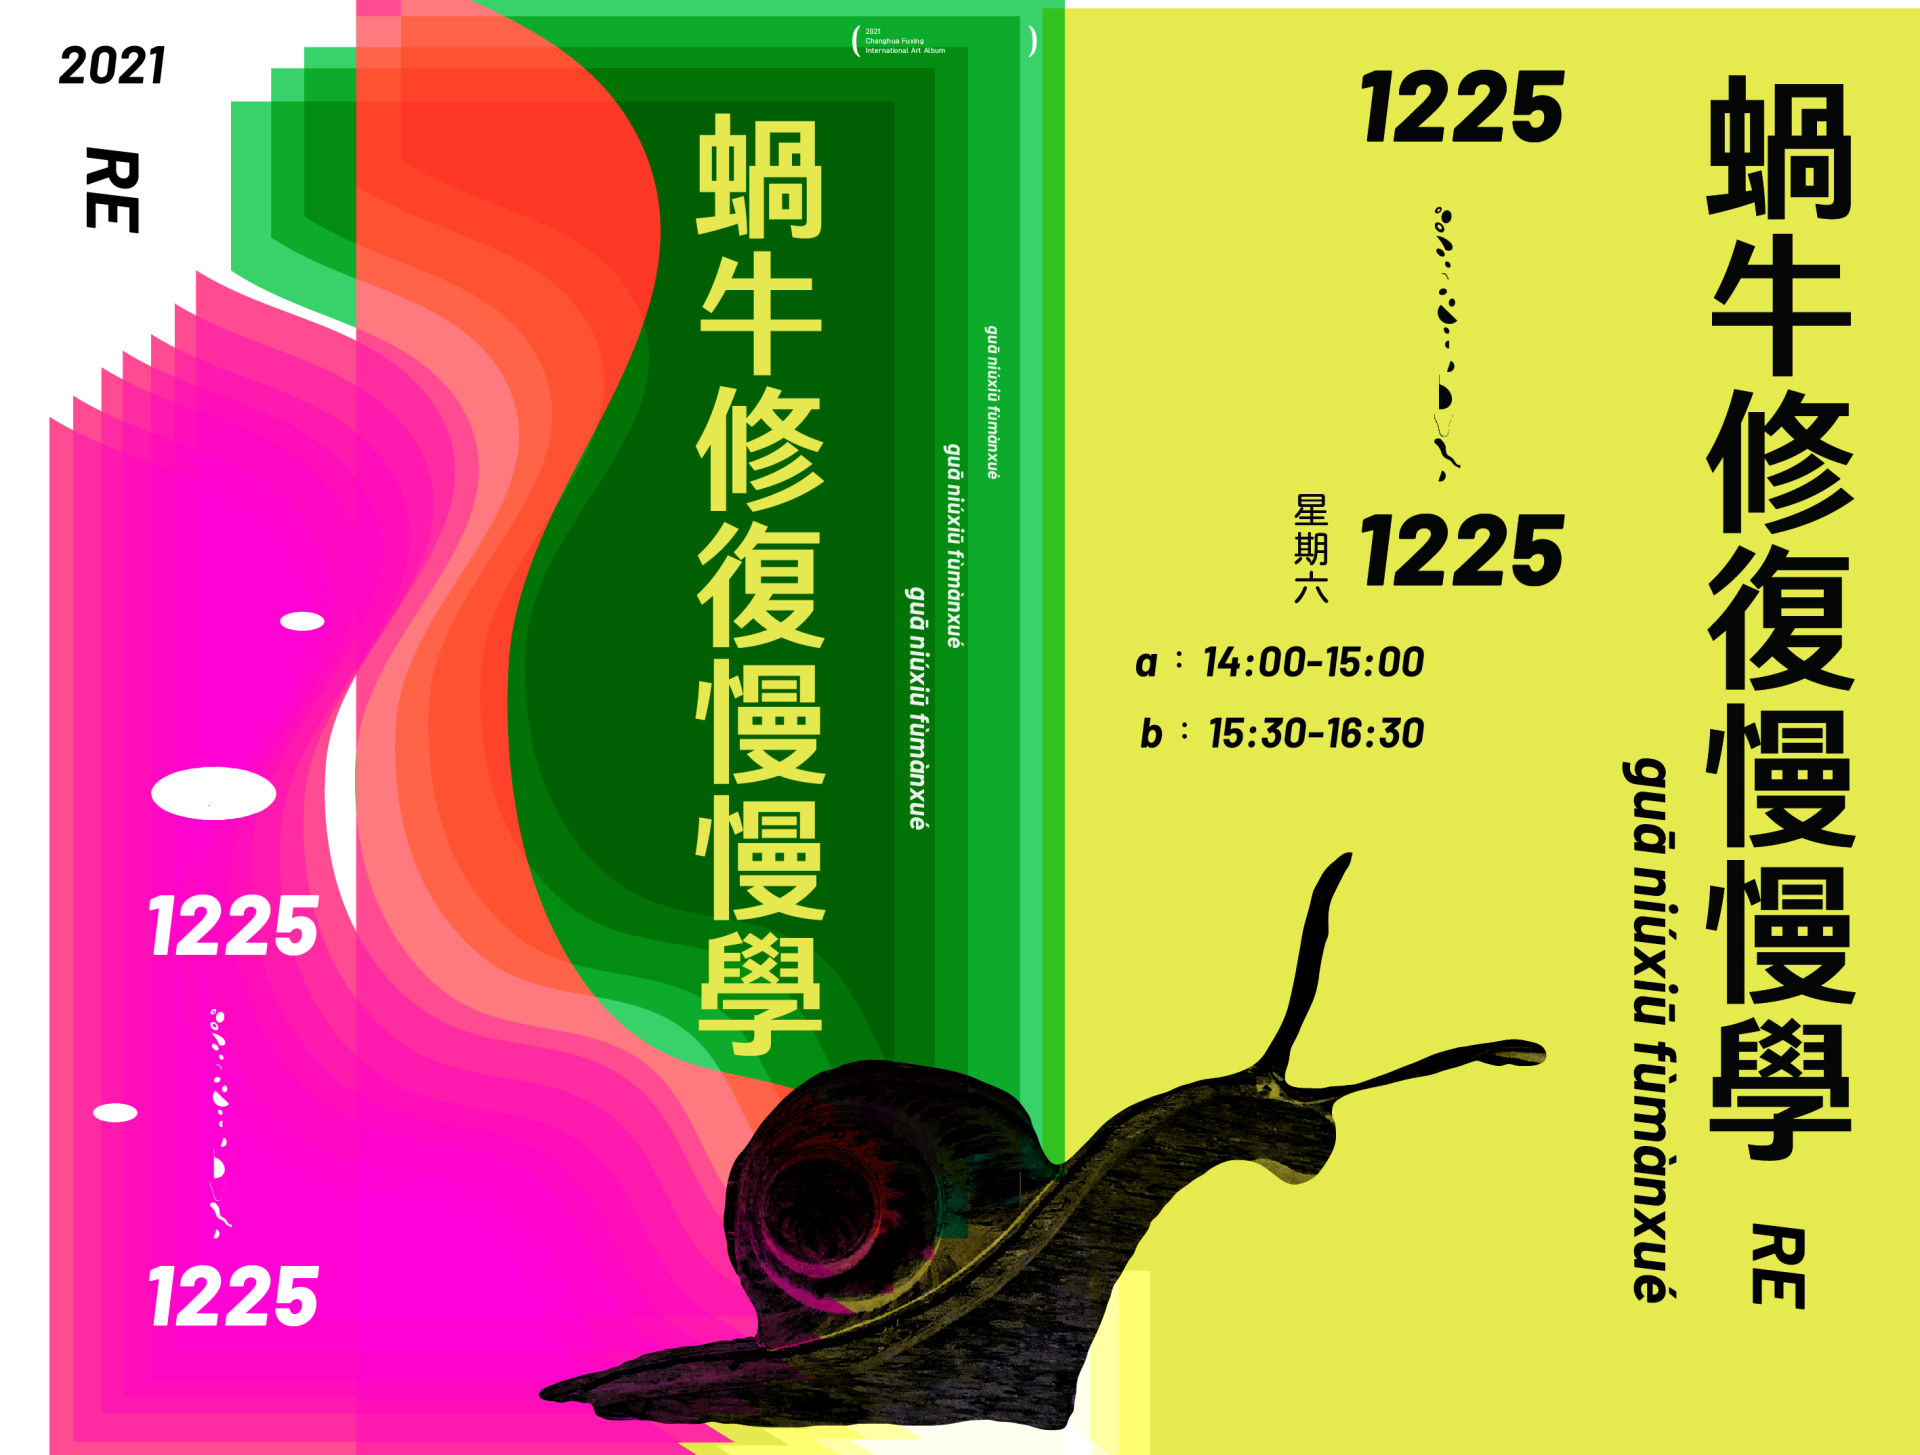 2021
RE
1225
1225
(
2021
Changhua Fuxing
International Art Album
)
蝸牛修復慢慢學
guā niúxiū fùmànxué
guā niúxiū fùmànxué
guā niúxiū fùmànxué
1225
星期六
1225
a：14:00-15:00
b：15:30-16:30
蝸牛修復慢慢學
RE
guā niúxiū fùmànxué